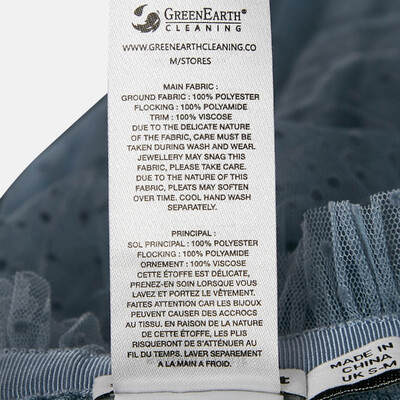 GREENEARTH®
CLEANING
WWW.GREENEARTHCLEANING.CO
M/STORES
MAIN FABRIC :
GROUND FABRIC : 100% POLYESTER
FLOCKING : 100% POLYAMIDE
TRIM : 100% VISCOSE
DUE TO THE DELICATE NATURE
OF THE FABRIC, CARE MUST BE
TAKEN DURING WASH AND WEAR.
JEWELLERY MAY SNAG THIS
FABRIC, PLEASE TAKE CARE.
DUE TO THE NATURE OF THIS
FABRIC, PLEATS MAY SOFTEN
OVER TIME. COOL HAND WASH
SEPARATELY.
PRINCIPAL :
SOL PRINCIPAL : 100% POLYESTER
FLOCKING : 100% POLYAMIDE
ORNEMENT : 100% VISCOSE
CETTE ÉTOFFE EST DÉLICATE,
PRENEZ-EN SOIN LORSQUE VOUS
LAVEZ ET PORTEZ LE VÊTEMENT.
FAITES ATTENTION CAR LES BIJOUX
PEUVENT CAUSER DES ACCROCS
AU TISSU. EN RAISON DE LA NATURE
DE CETTE ÉTOFFE, LES PLIS
RISQUERONT DE S'ATTÉNUER AU
FIL DU TEMPS. LAVER SEPAREMENT
A LA MAIN A FROID.
MADE IN
CHINA
UK S-M